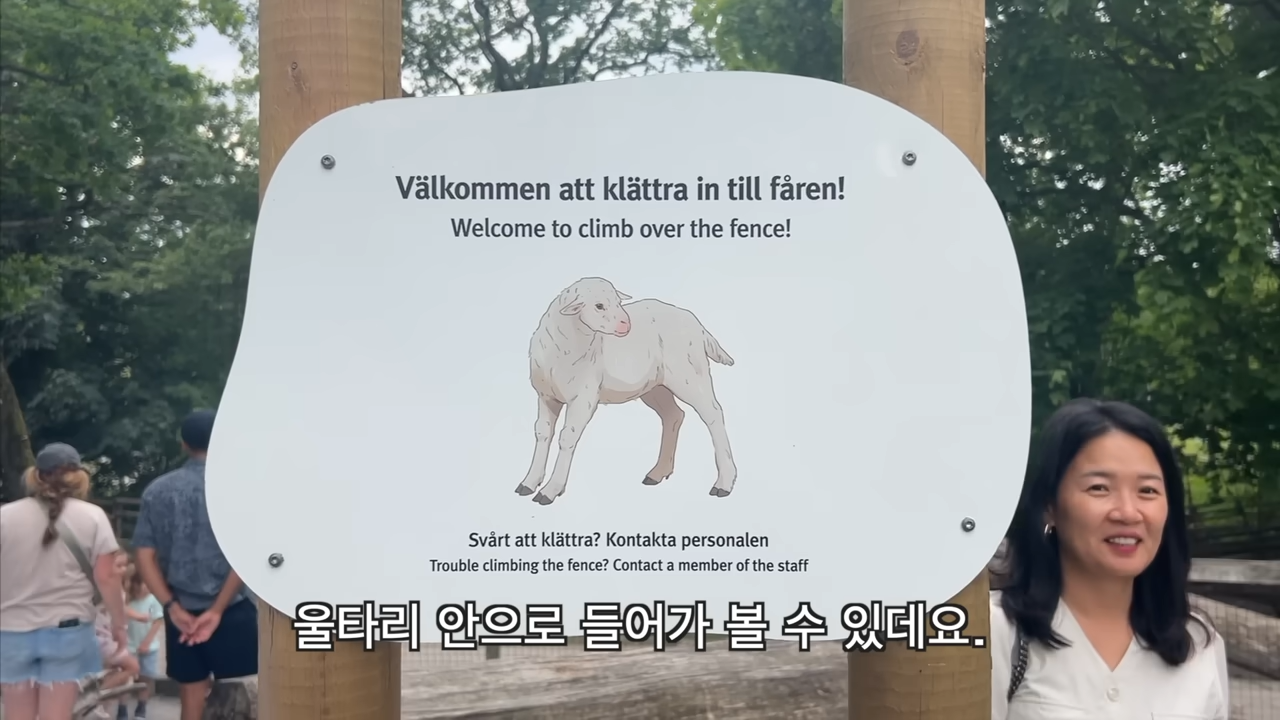 Välkommen att klättra in till fåren!
Welcome to climb over the fence!
Svårt att klättra? Kontakta personalen
Trouble climbing the fence? Contact a member of the staff
울타리 안으로 들어가 볼 수 있데요.